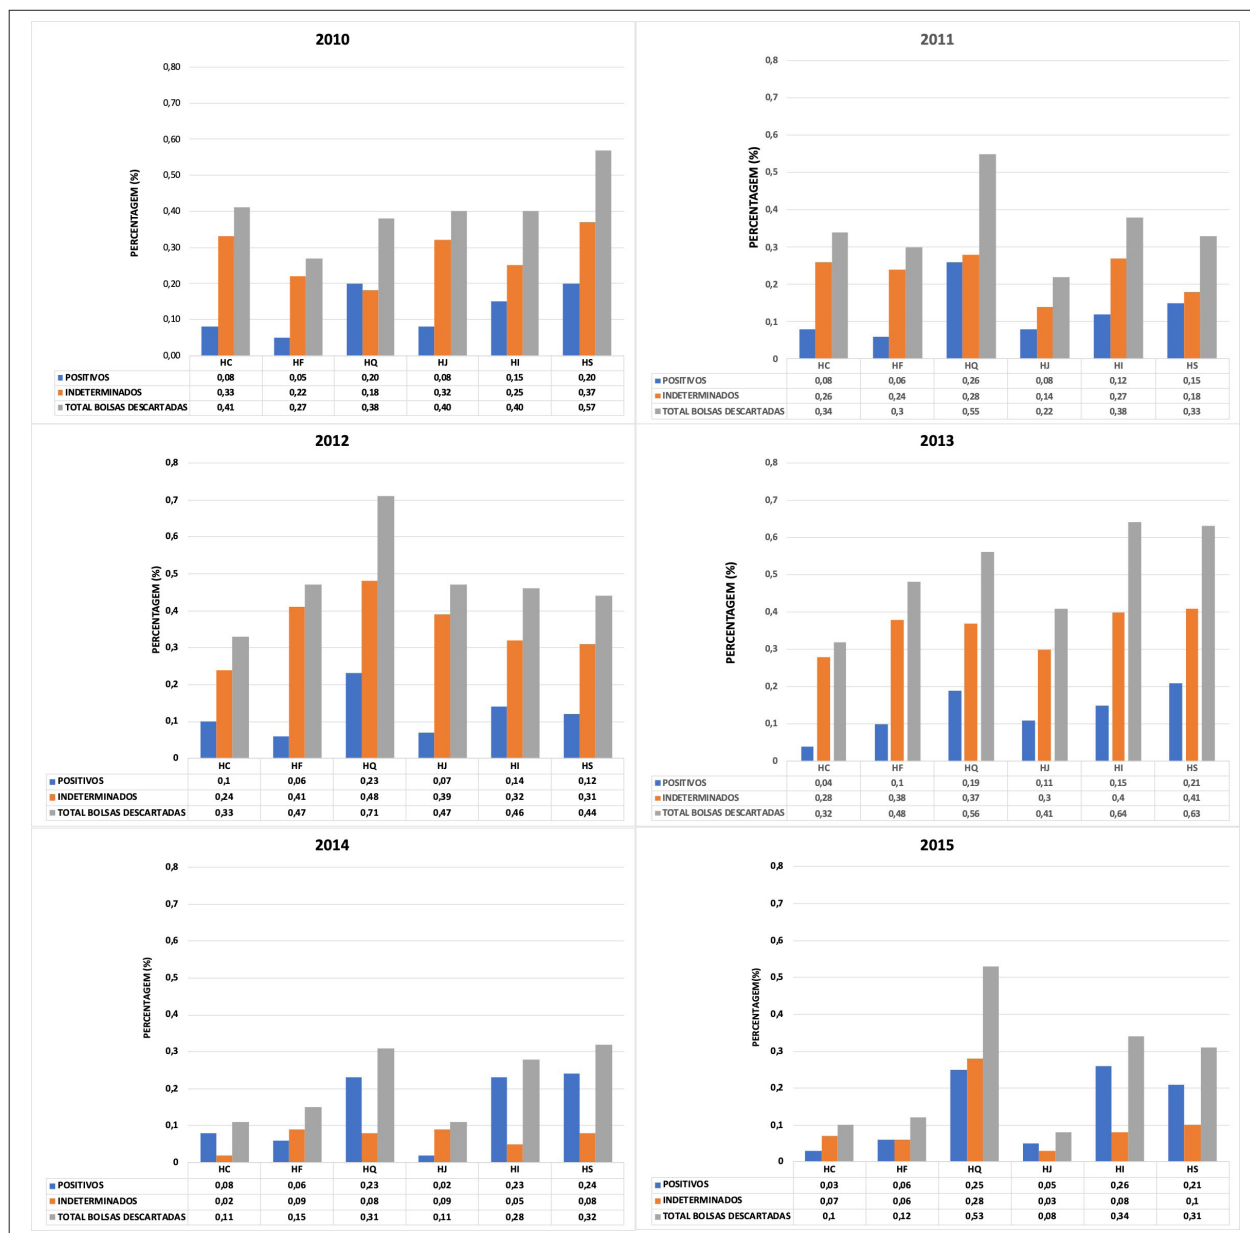 2010
PERCENTAGEM (%)
0,80
0,70
0,60
0,50
0,40
0,30
0,20
0,10
0,00
HC HF HQ HJ HI HS
POSITIVOS 0,08 0,05 0,20 0,08 0,15 0,20
INDETERMINADOS 0,33 0,22 0,18 0,32 0,25 0,37
TOTAL BOLSAS DESCARTADAS 0,41 0,27 0,38 0,40 0,40 0,57
2011
PERCENTAGEM (%)
0,8
0,7
0,6
0,5
0,4
0,3
0,2
0,1
0
HC HF HQ HJ HI HS
POSITIVOS 0,08 0,06 0,26 0,08 0,12 0,15
INDETERMINADOS 0,26 0,24 0,28 0,14 0,27 0,18
TOTAL BOLSAS DESCARTADAS 0,34 0,3 0,55 0,22 0,38 0,33
2012
PERCENTAGEM (%)
0,8
0,7
0,6
0,5
0,4
0,3
0,2
0,1
0
HC HF HQ HJ HI HS
POSITIVOS 0,1 0,06 0,23 0,07 0,14 0,12
INDETERMINADOS 0,24 0,41 0,48 0,39 0,32 0,31
TOTAL BOLSAS DESCARTADAS 0,33 0,47 0,71 0,47 0,46 0,44
2013
PERCENTAGEM (%)
0,8
0,7
0,6
0,5
0,4
0,3
0,2
0,1
0
HC HF HQ HJ HI HS
POSITIVOS 0,04 0,1 0,19 0,11 0,15 0,21
INDETERMINADOS 0,28 0,38 0,37 0,3 0,4 0,41
TOTAL BOLSAS DESCARTADAS 0,32 0,48 0,56 0,41 0,64 0,63
2014
PERCENTAGEM (%)
0,8
0,7
0,6
0,5
0,4
0,3
0,2
0,1
0
HC HF HQ HJ HI HS
POSITIVOS 0,08 0,06 0,23 0,02 0,23 0,24
INDETERMINADOS 0,02 0,09 0,08 0,09 0,05 0,08
TOTAL BOLSAS DESCARTADAS 0,11 0,15 0,31 0,11 0,28 0,32
2015
PERCENTAGEM(%)
0,8
0,7
0,6
0,5
0,4
0,3
0,2
0,1
0
HC HF HQ HJ HI HS
POSITIVOS 0,03 0,06 0,25 0,05 0,26 0,21
INDETERMINADOS 0,07 0,06 0,28 0,03 0,08 0,1
TOTAL BOLSAS DESCARTADAS 0,1 0,12 0,53 0,08 0,34 0,31